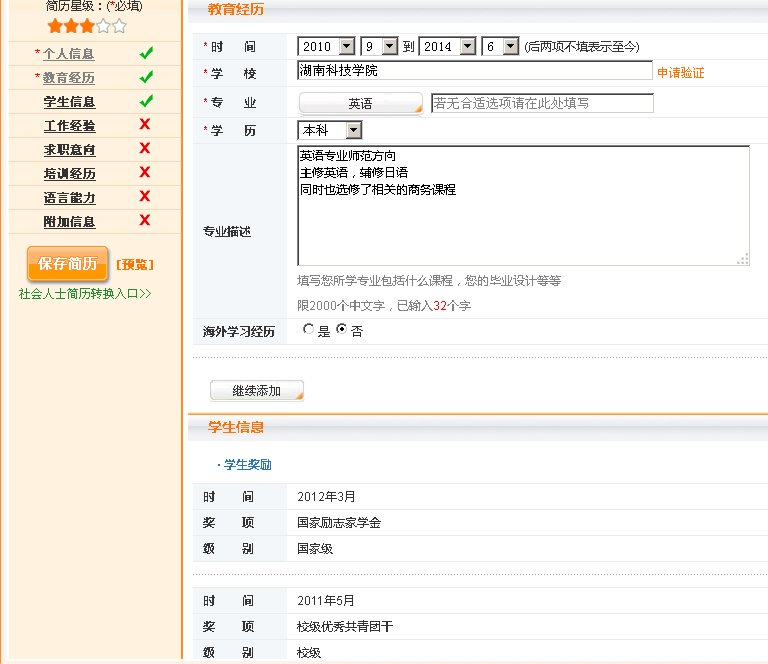 简历星级：(*必填)
*个人信息
*教育经历
学生信息
工作经验
求职意向
培训经历
语言能力
附加信息
保存简历 [预览]
社会人士简历转换入口>>
教育经历
*时 间 2010 9 到 2014 6 (后两项不填表示至今)
*学 校 湖南科技学院 申请验证
*专 业 英语 若无合适选项请在此处填写
*学 历 本科
专业描述
英语专业师范方向
主修英语，辅修日语
同时也选修了相关的商务课程
填写您所学专业包括什么课程，您的毕业设计等等
限2000个中文字，已输入32个字
海外学习经历 是 否
继续添加
学生信息
·学生奖励
时 间 2012年3月
奖 项 国家励志家学金
级 别 国家级
时 间 2011年5月
奖 项 校级优秀共青团干
级 别 校级